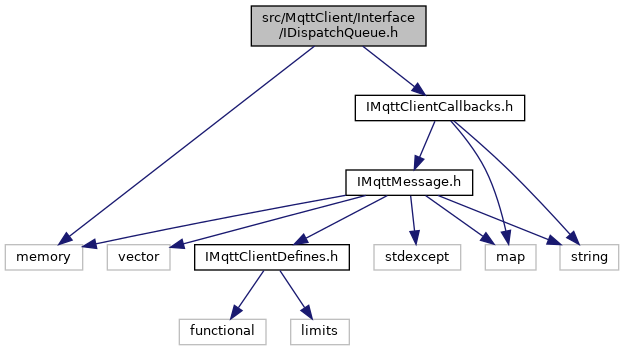 src/MqttClient/Interface
/IDispatchQueue.h
IMqttClientCallbacks.h
IMqttMessage.h
memory
vector
IMqttClientDefines.h
stdexcept
map
string
functional
limits